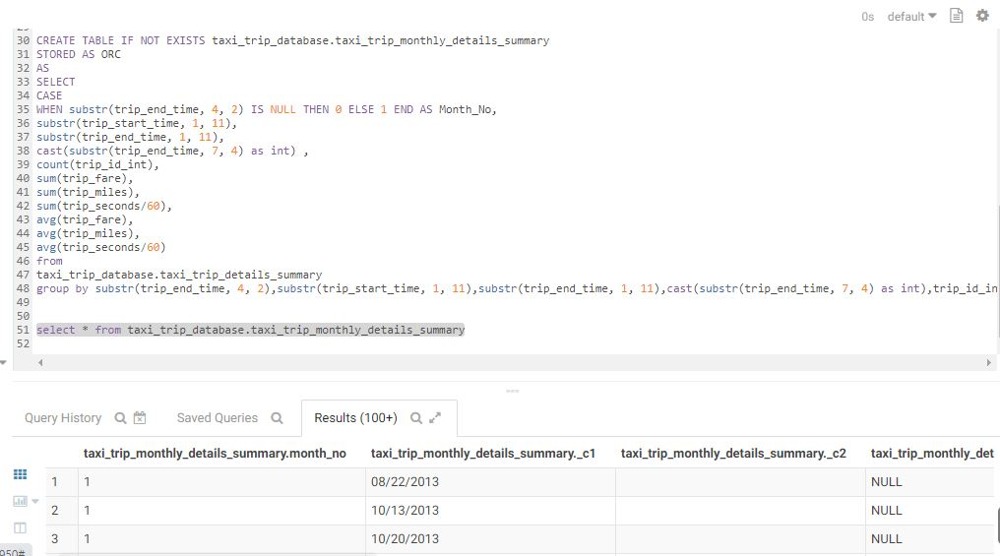 0s default
30 CREATE TABLE IF NOT EXISTS taxi_trip_database.taxi_trip_monthly_details_summary
31 STORED AS ORC
32 AS
33 SELECT
34 CASE
35 WHEN substr(trip_end_time, 4, 2) IS NULL THEN 0 ELSE 1 END AS Month_No,
36 substr(trip_start_time, 1, 11),
37 substr(trip_end_time, 1, 11),
38 cast(substr(trip_end_time, 7, 4) as int) ,
39 count(trip_id_int),
40 sum(trip_fare),
41 sum(trip_miles),
42 sum(trip_seconds/60),
43 avg(trip_fare),
44 avg(trip_miles),
45 avg(trip_seconds/60)
46 from
47 taxi_trip_database.taxi_trip_details_summary
48 group by substr(trip_end_time, 4, 2),substr(trip_start_time, 1, 11),substr(trip_end_time, 1, 11),cast(substr(trip_end_time, 7, 4) as int),trip_id_in
49
50
51 select * from taxi_trip_database.taxi_trip_monthly_details_summary
52
Query History Saved Queries Results (100+)
taxi_trip_monthly_details_summary.month_no taxi_trip_monthly_details_summary._c1 taxi_trip_monthly_details_summary._c2 taxi_trip_monthly_det
1 1 08/22/2013 NULL
2 1 10/13/2013 NULL
3 1 10/20/2013 NULL
950#